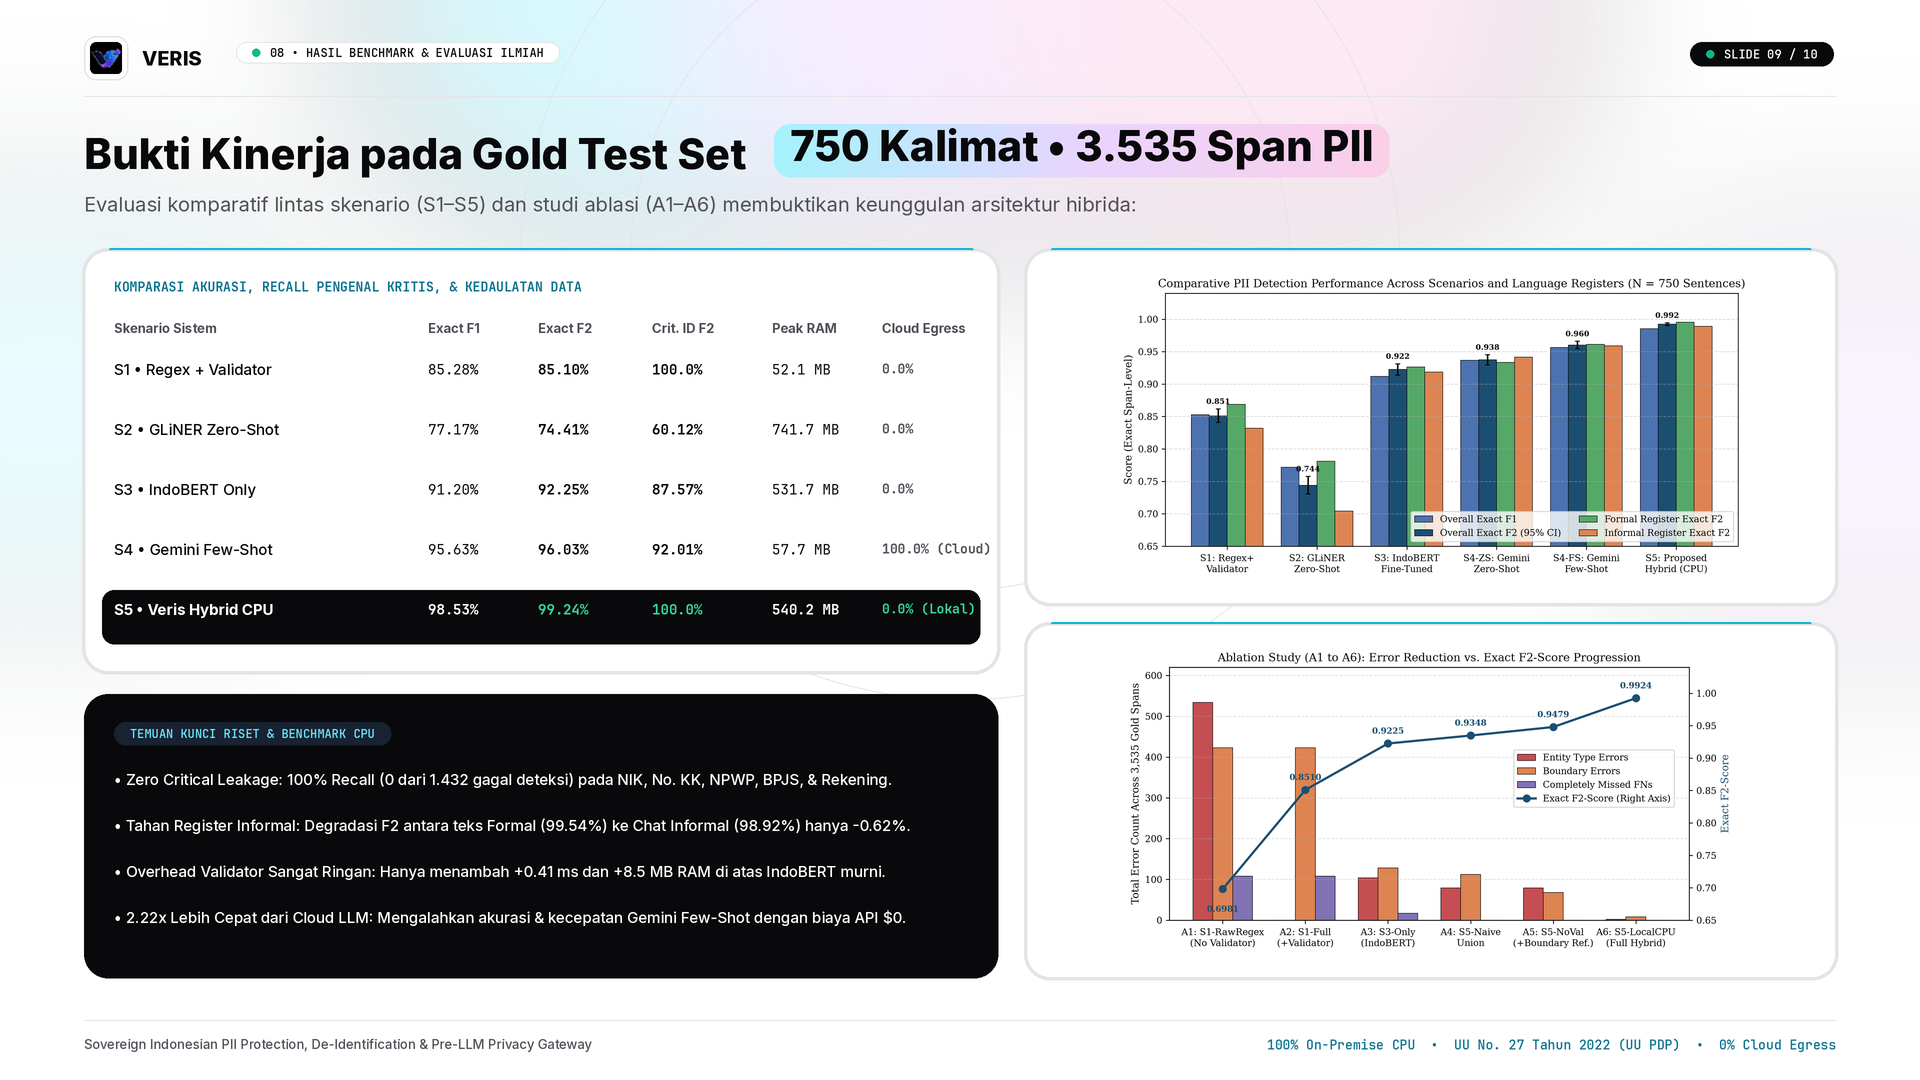 VERIS
08 • HASIL BENCHMARK & EVALUASI ILMIAH
SLIDE 09 / 10
Bukti Kinerja pada Gold Test Set 750 Kalimat • 3.535 Span PII
Evaluasi komparatif lintas skenario (S1–S5) dan studi ablasi (A1–A6) membuktikan keunggulan arsitektur hibrida:
KOMPARASI AKURASI, RECALL PENGENAL KRITIS, & KEDAULATAN DATA
Skenario Sistem Exact F1 Exact F2 Crit. ID F2 Peak RAM Cloud Egress
S1 • Regex + Validator 85.28% 85.10% 100.0% 52.1 MB 0.0%
S2 • GLiNER Zero-Shot 77.17% 74.41% 60.12% 741.7 MB 0.0%
S3 • IndoBERT Only 91.20% 92.25% 87.57% 531.7 MB 0.0%
S4 • Gemini Few-Shot 95.63% 96.03% 92.01% 57.7 MB 100.0% (Cloud)
S5 • Veris Hybrid CPU 98.53% 99.24% 100.0% 540.2 MB 0.0% (Lokal)
TEMUAN KUNCI RISET & BENCHMARK CPU
• Zero Critical Leakage: 100% Recall (0 dari 1.432 gagal deteksi) pada NIK, No. KK, NPWP, BPJS, & Rekening.
• Tahan Register Informal: Degradasi F2 antara teks Formal (99.54%) ke Chat Informal (98.92%) hanya -0.62%.
• Overhead Validator Sangat Ringan: Hanya menambah +0.41 ms dan +8.5 MB RAM di atas IndoBERT murni.
• 2.22x Lebih Cepat dari Cloud LLM: Mengalahkan akurasi & kecepatan Gemini Few-Shot dengan biaya API $0.
Comparative PII Detection Performance Across Scenarios and Language Registers (N = 750 Sentences)
Score (Exact Span-Level)
1.00
0.95
0.90
0.85
0.80
0.75
0.70
0.65
0.851
0.744
0.922
0.938
0.960
0.992
Overall Exact F1
Overall Exact F2 (95% CI)
Formal Register Exact F2
Informal Register Exact F2
S1: Regex+
Validator
S2: GLiNER
Zero-Shot
S3: IndoBERT
Fine-Tuned
S4-ZS: Gemini
Zero-Shot
S4-FS: Gemini
Few-Shot
S5: Proposed
Hybrid (CPU)
Ablation Study (A1 to A6): Error Reduction vs. Exact F2-Score Progression
Total Error Count Across 3,535 Gold Spans
600
500
400
300
200
100
0
0.6981
0.8510
0.9225
0.9348
0.9479
0.9924
Entity Type Errors
Boundary Errors
Completely Missed FNs
Exact F2-Score (Right Axis)
1.00
0.95
0.90
0.85
0.80
0.75
0.70
0.65
Exact F2-Score
A1: S1-RawRegex
(No Validator)
A2: S1-Full
(+Validator)
A3: S3-Only
(IndoBERT)
A4: S5-Naive
Union
A5: S5-NoVal
(+Boundary Ref.)
A6: S5-LocalCPU
(Full Hybrid)
Sovereign Indonesian PII Protection, De-Identification & Pre-LLM Privacy Gateway
100% On-Premise CPU • UU No. 27 Tahun 2022 (UU PDP) • 0% Cloud Egress